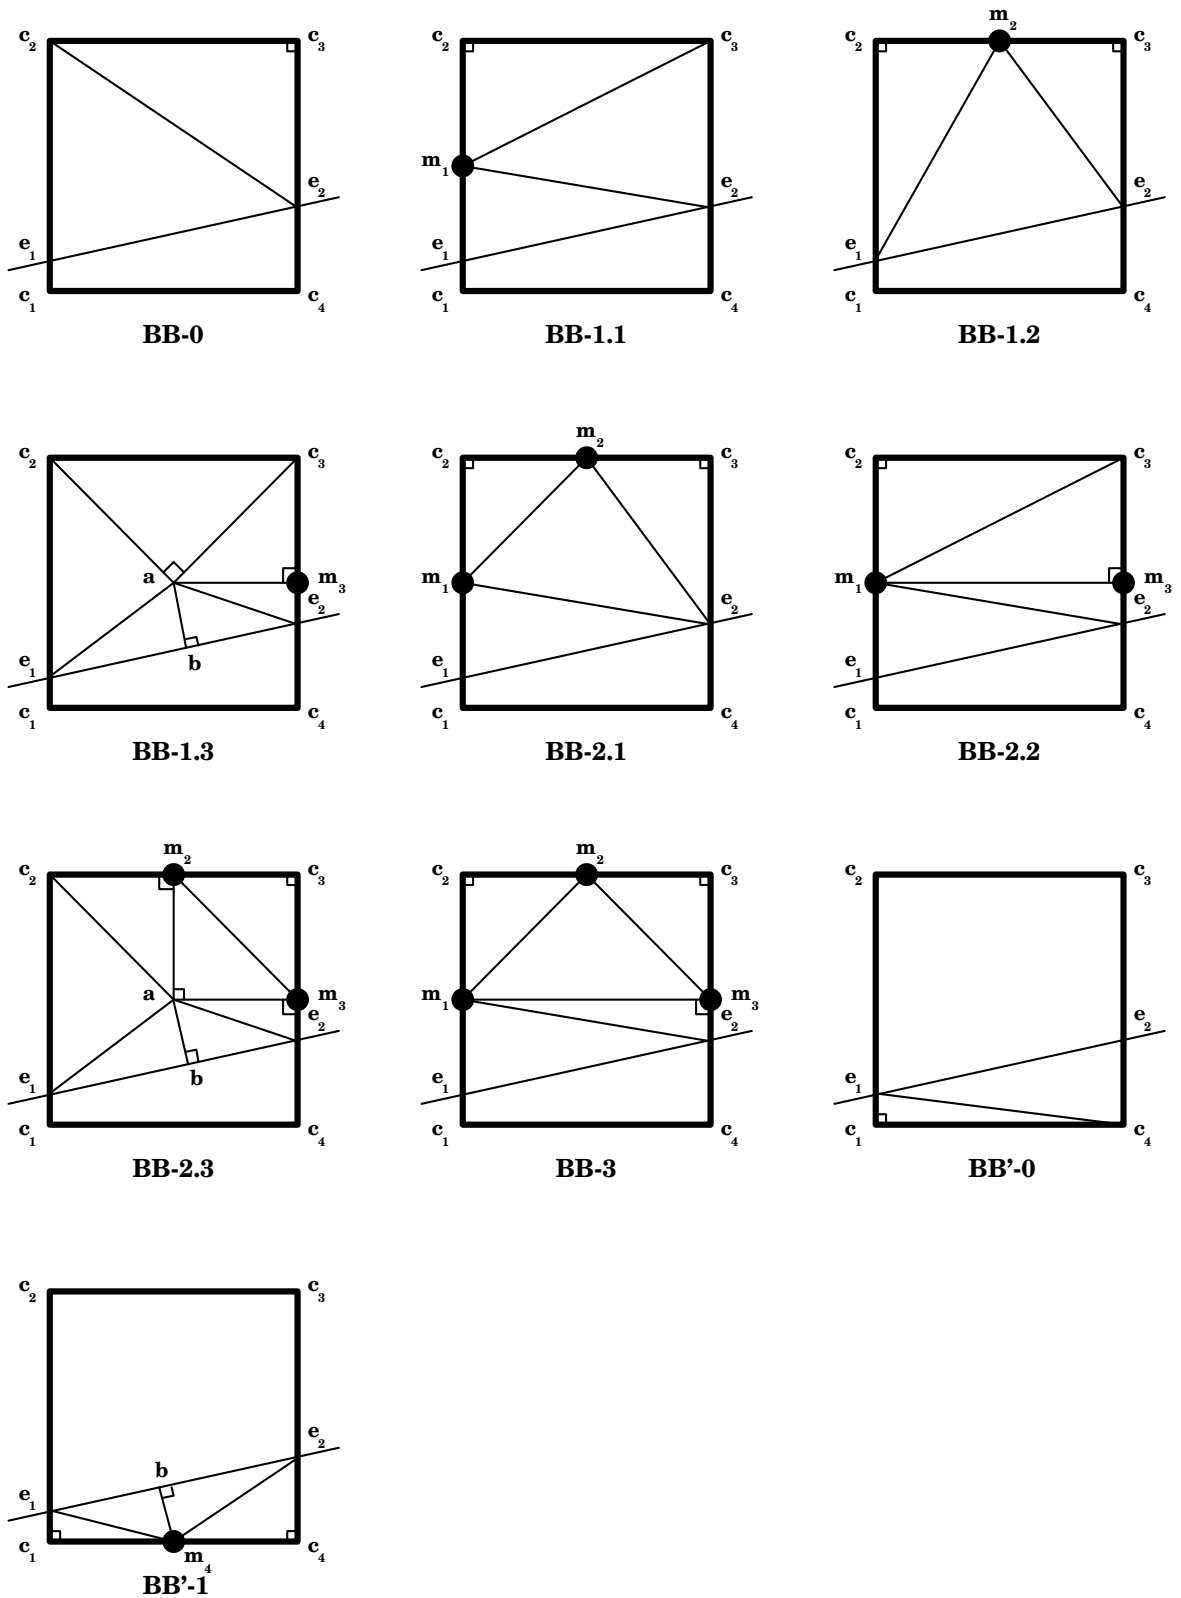 m₂
c₂ c₃ c₂ c₃ c₂ c₃
m₁
e₂ e₂ e₂
e₁ e₁ e₁
c₁ c₄ c₁ c₄ c₁ c₄
BB-0 BB-1.1 BB-1.2
m₂
c₂ c₃ c₂ c₃ c₂ c₃
a m₃ m₁ m₁ m₃
e₂ e₂ e₂
e₁ b e₁ e₁
c₁ c₄ c₁ c₄ c₁ c₄
BB-1.3 BB-2.1 BB-2.2
m₂ m₂
c₂ c₃ c₂ c₃ c₂ c₃
a m₃ m₁ m₃
e₂ e₂ e₂
e₁ b e₁ e₁
c₁ c₄ c₁ c₄ c₁ c₄
BB-2.3 BB-3 BB’-0
c₂ c₃
e₂
b
e₁
c₁ m₄ c₄
BB’-1